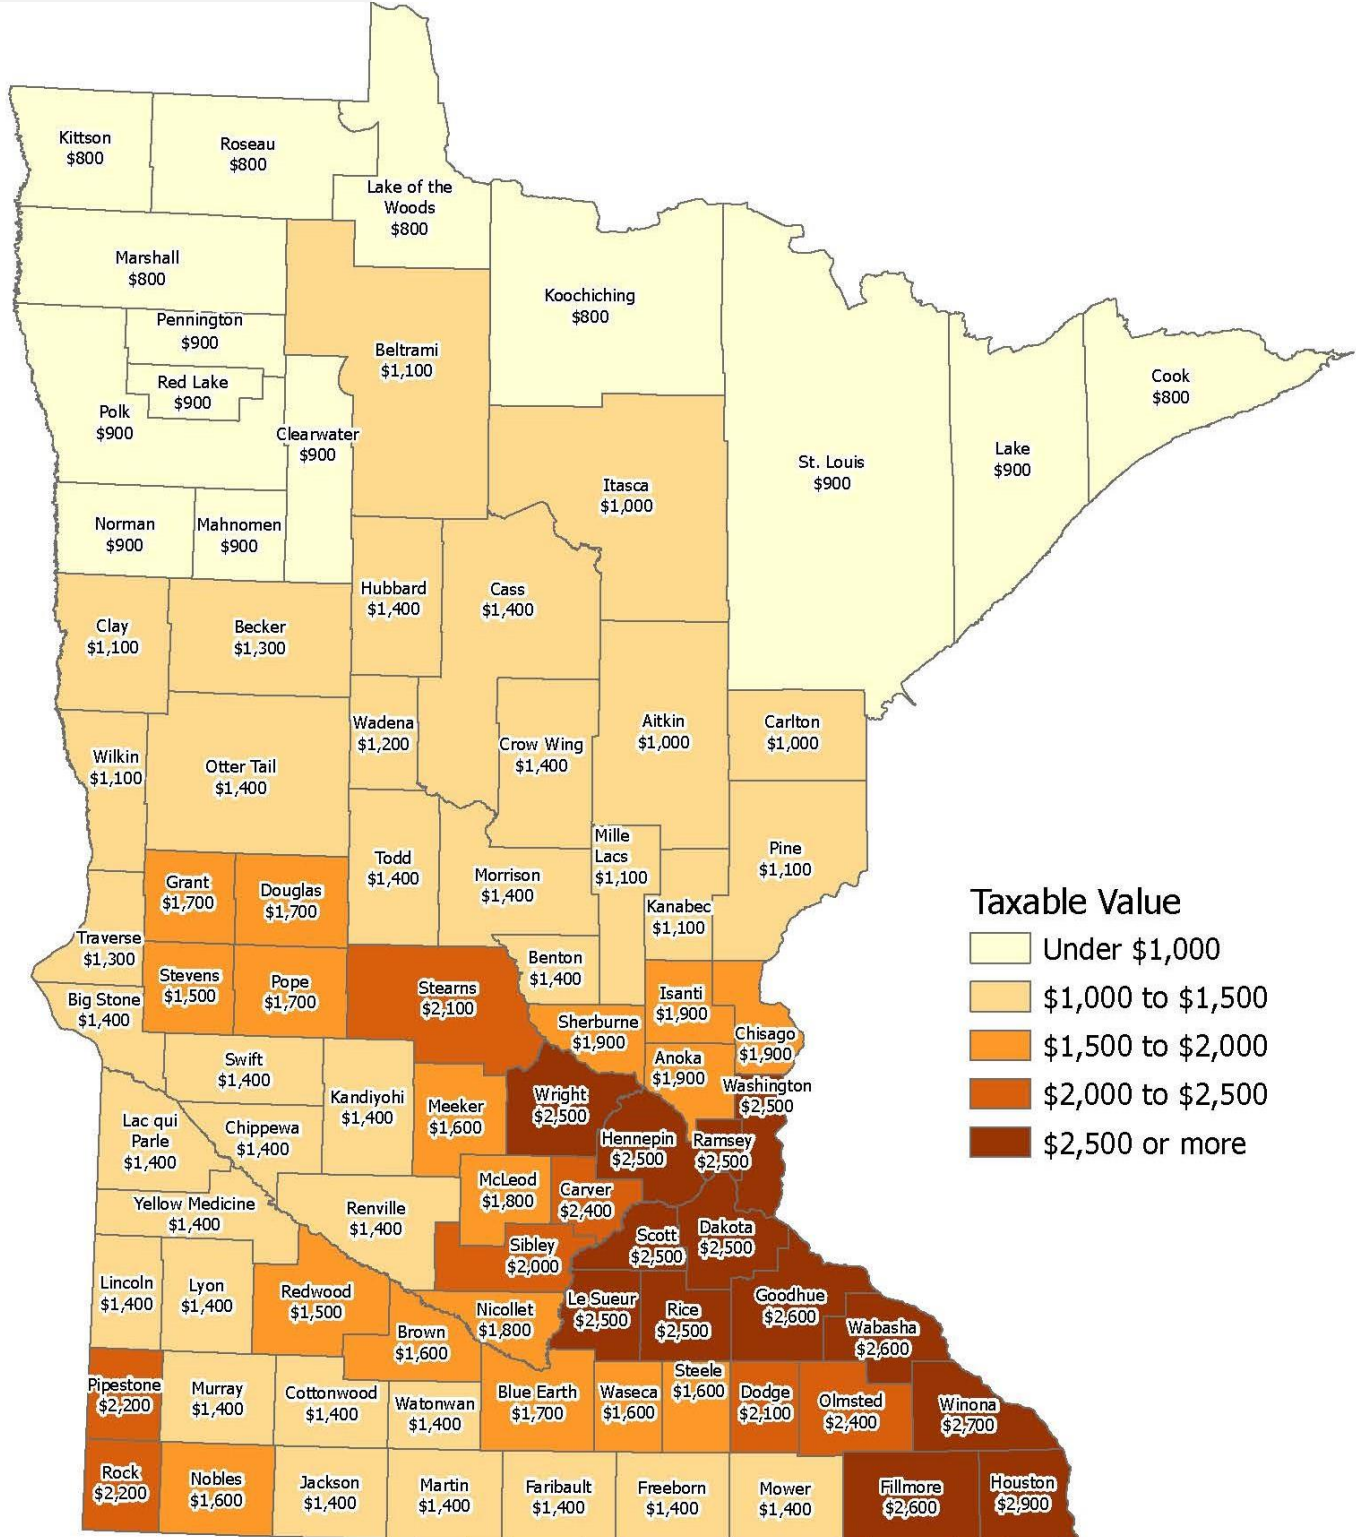 Kittson
$800
Roseau
$800
Lake of the
Woods
$800
Marshall
$800
Koochiching
$800
Pennington
$900
Beltrami
$1,100
Red Lake
$900
Polk
$900
Clearwater
$900
Cook
$800
Lake
$900
St. Louis
$900
Itasca
$1,000
Norman
$900
Mahnomen
$900
Hubbard
$1,400
Cass
$1,400
Clay
$1,100
Becker
$1,300
Wadena
$1,200
Crow Wing
$1,400
Aitkin
$1,000
Carlton
$1,000
Wilkin
$1,100
Otter Tail
$1,400
Todd
$1,400
Morrison
$1,400
Mille
Lacs
$1,100
Pine
$1,100
Grant
$1,700
Douglas
$1,700
Kanabec
$1,100
Traverse
$1,300
Stevens
$1,500
Pope
$1,700
Stearns
$2,100
Benton
$1,400
Isanti
$1,900
Big Stone
$1,400
Sherburne
$1,900
Chisago
$1,900
Swift
$1,400
Kandiyohi
$1,400
Meeker
$1,600
Wright
$2,500
Anoka
$1,900
Washington
$2,500
Lac qui
Parle
$1,400
Chippewa
$1,400
Hennepin
$2,500
Ramsey
$2,500
Yellow Medicine
$1,400
Renville
$1,400
McLeod
$1,800
Carver
$2,400
Sibley
$2,000
Scott
$2,500
Dakota
$2,500
Lincoln
$1,400
Lyon
$1,400
Redwood
$1,500
Brown
$1,600
Nicollet
$1,800
Le Sueur
$2,500
Rice
$2,500
Goodhue
$2,600
Wabasha
$2,600
Pipestone
$2,200
Murray
$1,400
Cottonwood
$1,400
Watonwan
$1,400
Blue Earth
$1,700
Waseca
$1,600
Steele
$1,600
Dodge
$2,100
Olmsted
$2,400
Winona
$2,700
Rock
$2,200
Nobles
$1,600
Jackson
$1,400
Martin
$1,400
Faribault
$1,400
Freeborn
$1,400
Mower
$1,400
Fillmore
$2,600
Houston
$2,900
Taxable Value
Under $1,000
$1,000 to $1,500
$1,500 to $2,000
$2,000 to $2,500
$2,500 or more